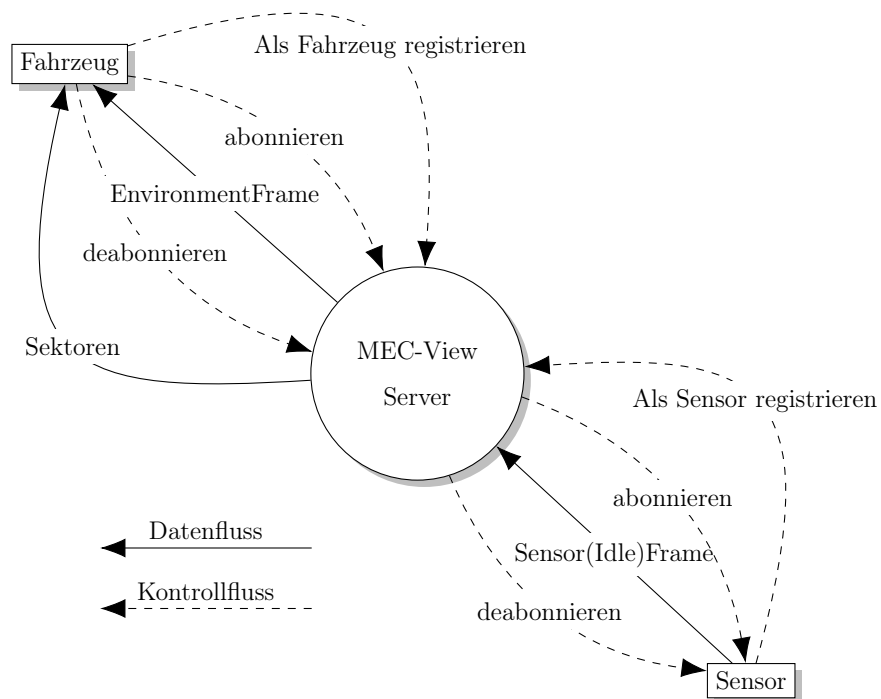 Als Fahrzeug registrieren
Fahrzeug
abonnieren
EnvironmentFrame
deabonnieren
Sektoren
MEC-View
Server
Als Sensor registrieren
abonnieren
Datenfluss
Sensor(Idle)Frame
Kontrollfluss
deabonnieren
Sensor